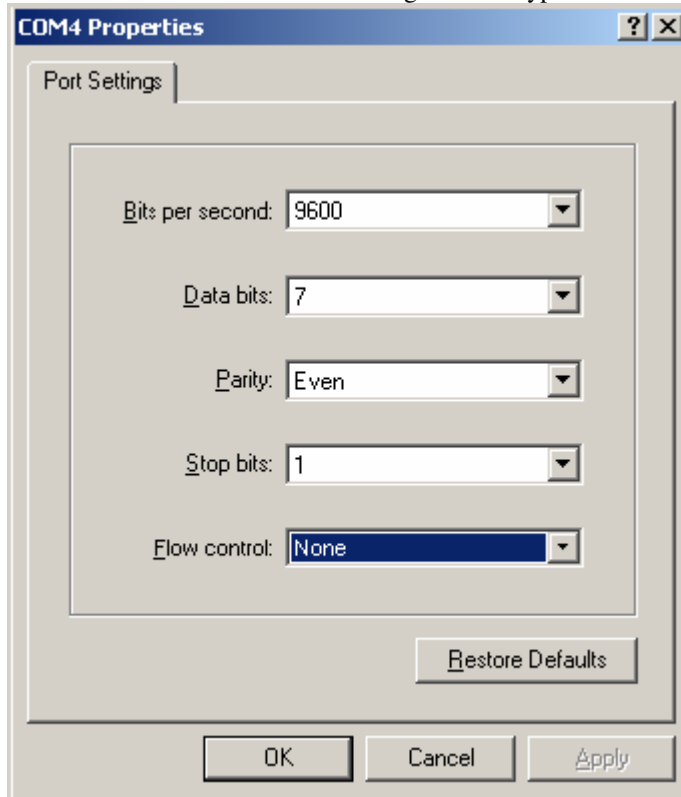 COM4 Properties
Port Settings
Bits per second: 9600
Data bits: 7
Parity: Even
Stop bits: 1
Flow control: None
Restore Defaults
OK Cancel Apply